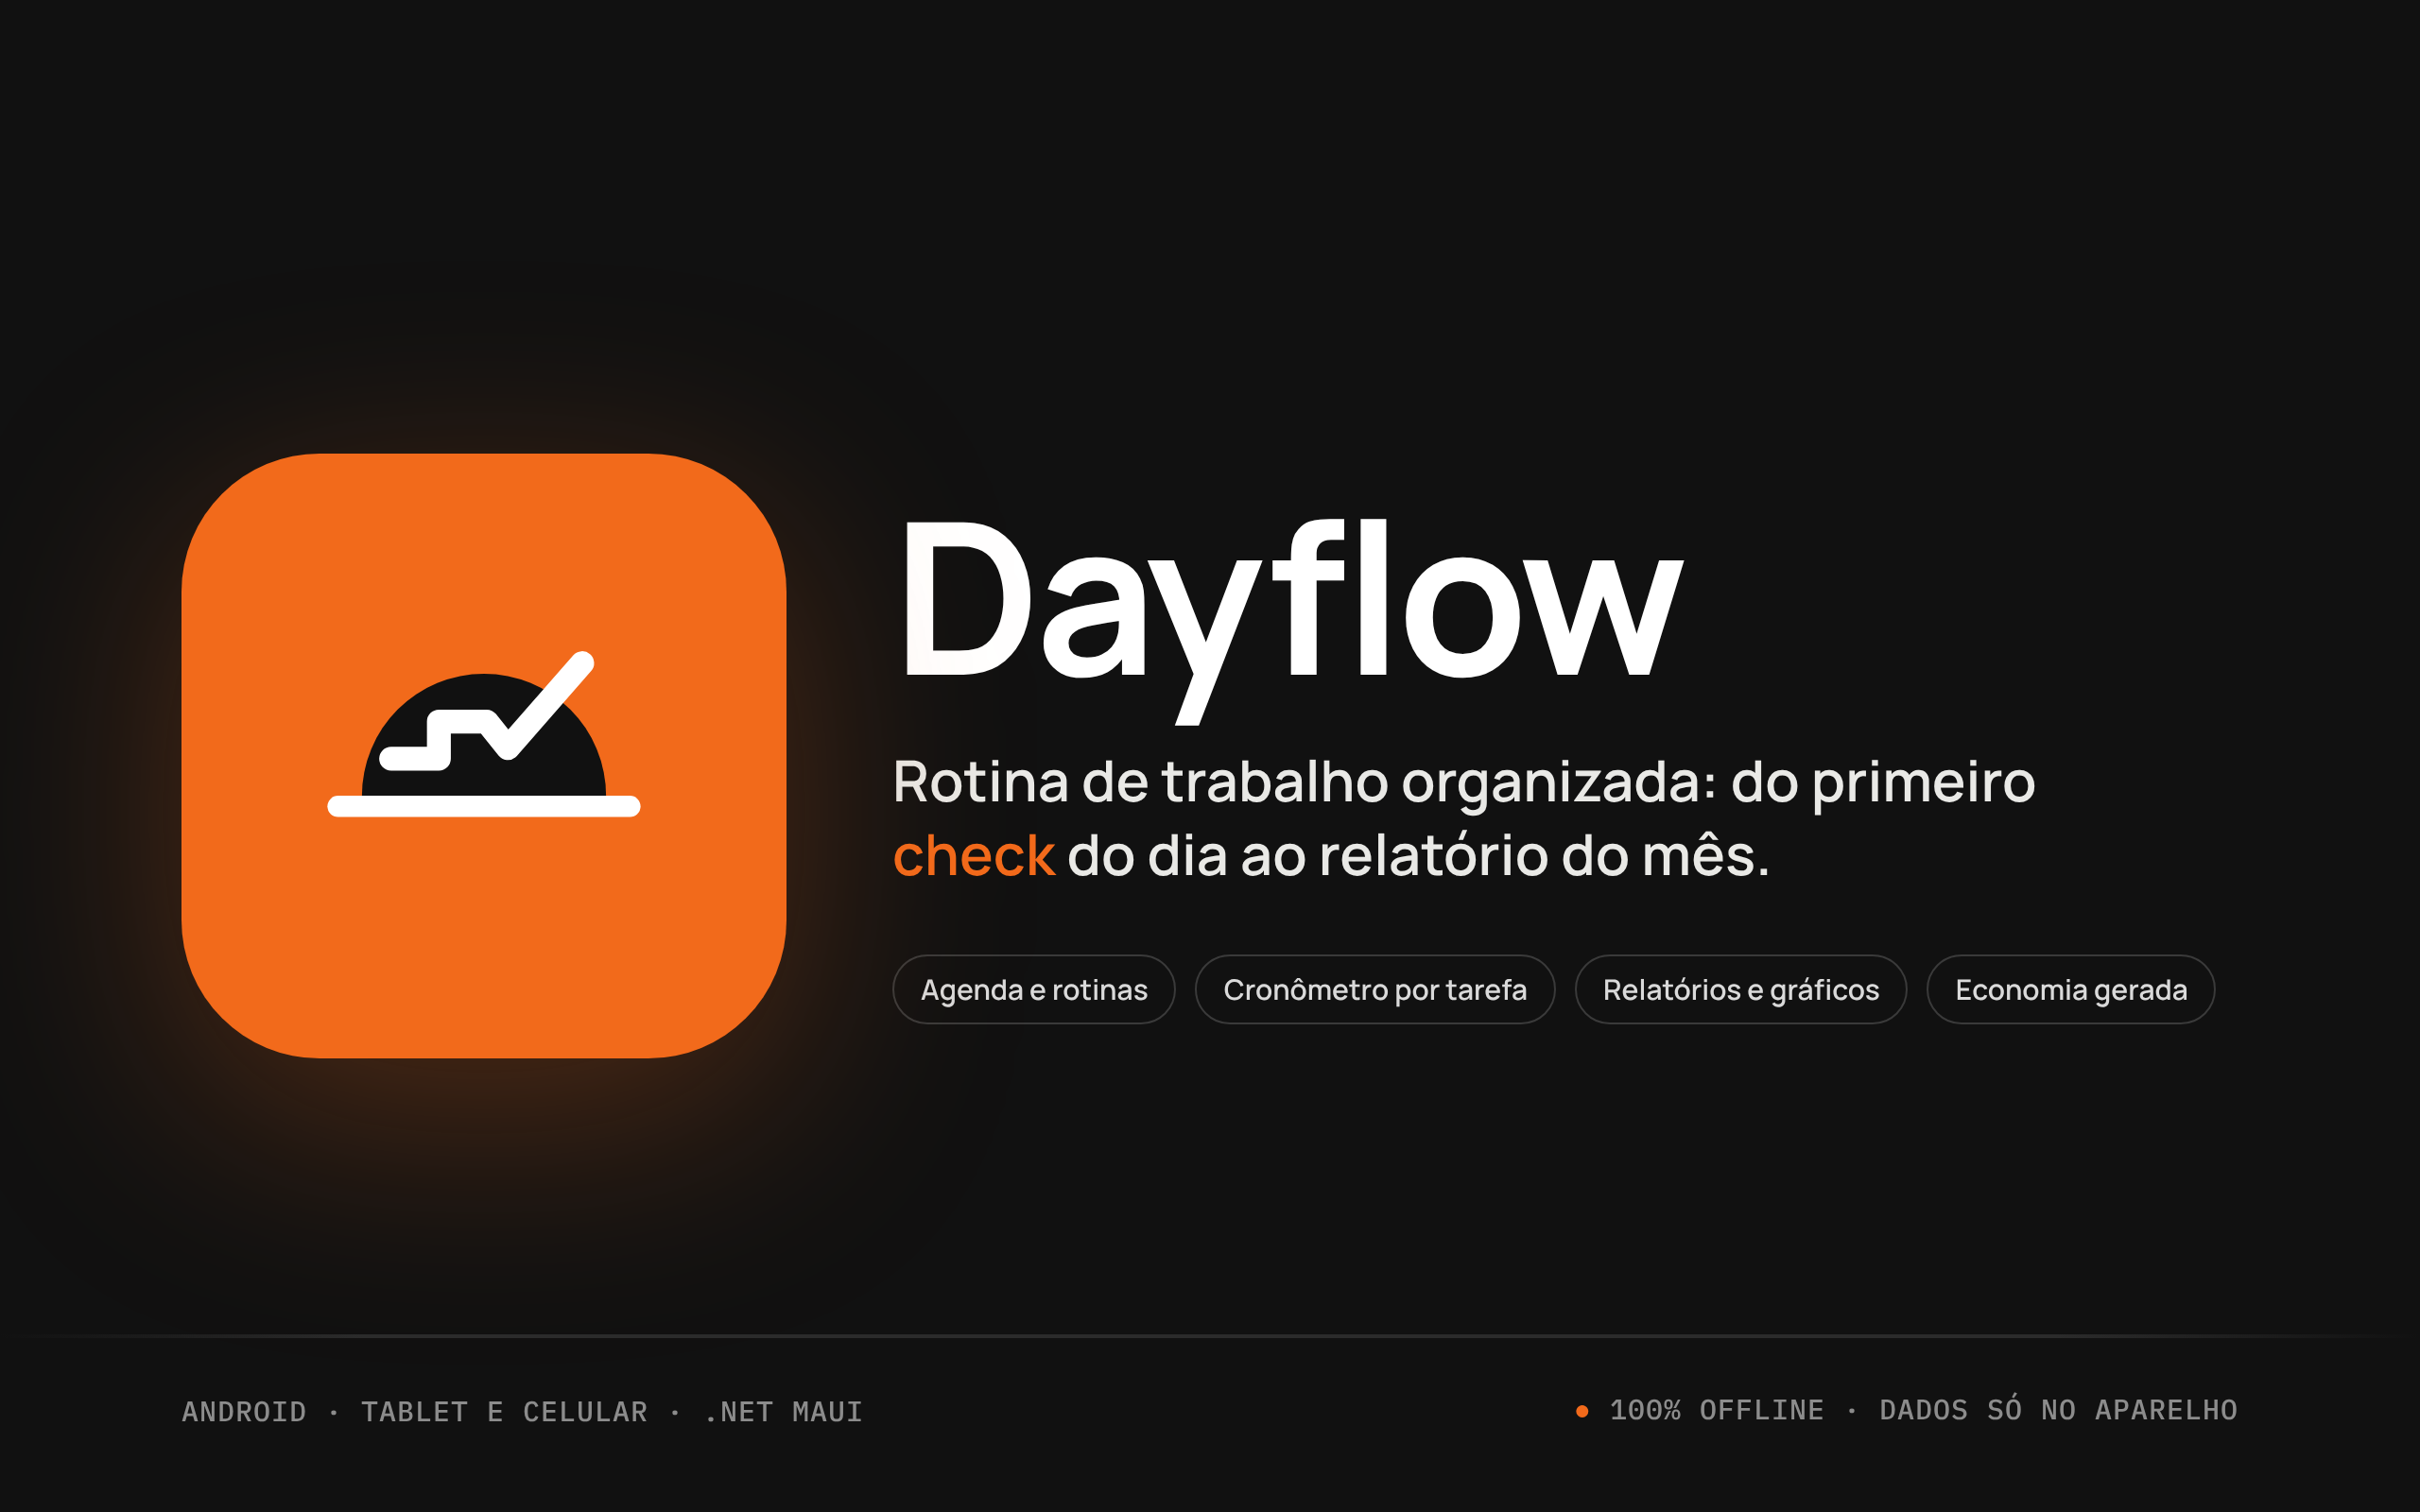 Dayflow
Rotina de trabalho organizada: do primeiro
check do dia ao relatório do mês.
Agenda e rotinas
Cronômetro por tarefa
Relatórios e gráficos
Economia gerada
ANDROID · TABLET E CELULAR · .NET MAUI
100% OFFLINE · DADOS SÓ NO APARELHO